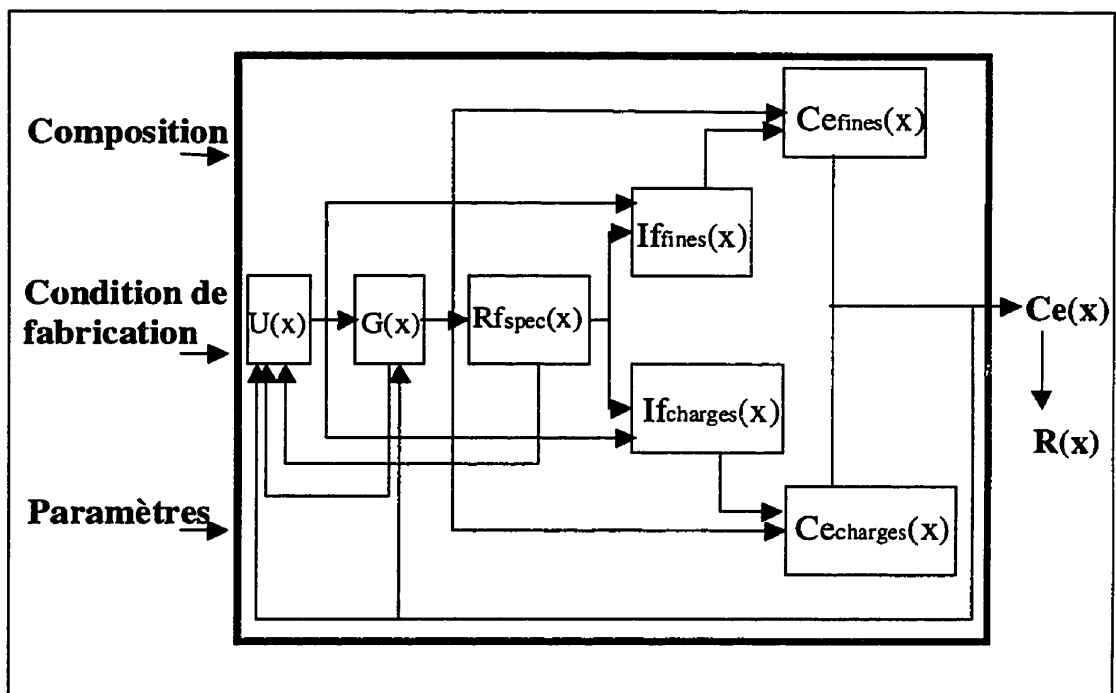 Composition
Condition de
fabrication
Paramètres
U(x)
G(x)
Rfspec(x)
Iffines(x)
Ifcharges(x)
Cefines(x)
Cecharges(x)
Ce(x)
R(x)